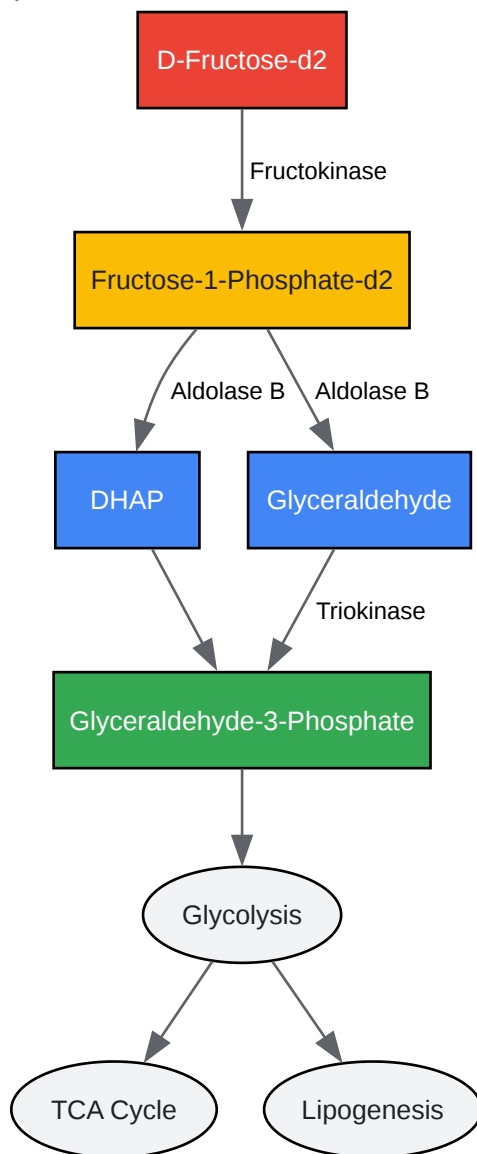 D-Fructose-d2
Fructokinase
Fructose-1-Phosphate-d2
Aldolase B
Aldolase B
DHAP
Glyceraldehyde
Triokinase
Glyceraldehyde-3-Phosphate
Glycolysis
TCA Cycle
Lipogenesis